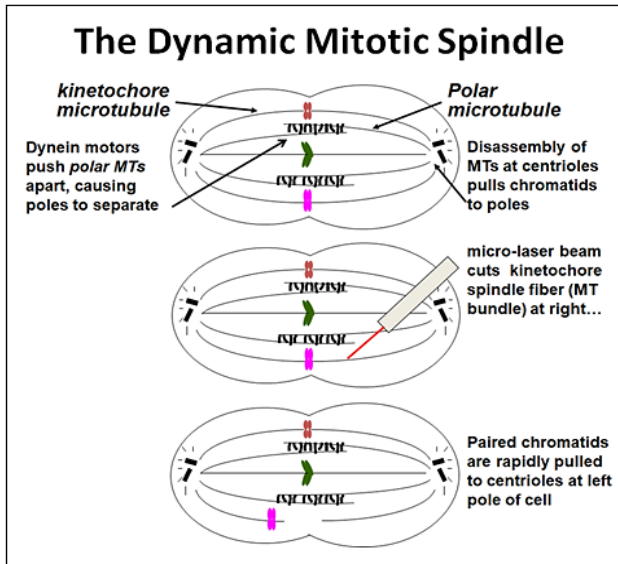 The Dynamic Mitotic Spindle
kinetochore
microtubule
Polar
microtubule
Dynein motors
push polar MTs
apart, causing
poles to separate
Disassembly of
MTs at centrioles
pulls chromatids
to poles
micro-laser beam
cuts kinetochore
spindle fiber (MT
bundle) at right...
Paired chromatids
are rapidly pulled
to centrioles at left
pole of cell